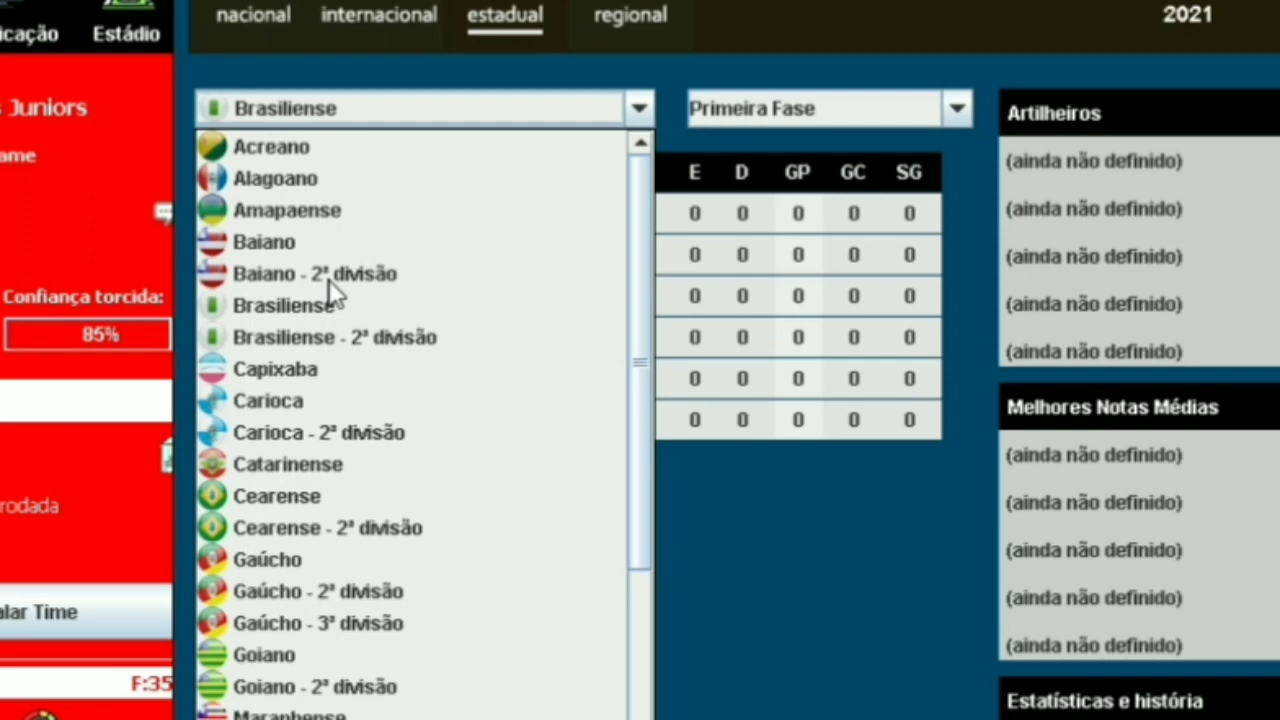 nacional internacional estadual regional 2021
Estádio
Juniors
Confiança torcida:
85%
rodada
Time
F:35
Brasiliense
Acreano
Alagoano
Amapaense
Baiano
Baiano - 2ª divisão
Brasiliense
Brasiliense - 2ª divisão
Capixaba
Carioca
Carioca - 2ª divisão
Catarinense
Cearense
Cearense - 2ª divisão
Gaúcho
Gaúcho - 2ª divisão
Gaúcho - 3ª divisão
Goiano
Goiano - 2ª divisão
Maranhense
Primeira Fase
E D GP GC SG
0 0 0 0 0
0 0 0 0 0
0 0 0 0 0
0 0 0 0 0
0 0 0 0 0
0 0 0 0 0
Artilheiros
(ainda não definido)
(ainda não definido)
(ainda não definido)
(ainda não definido)
(ainda não definido)
Melhores Notas Médias
(ainda não definido)
(ainda não definido)
(ainda não definido)
(ainda não definido)
(ainda não definido)
Estatísticas e história